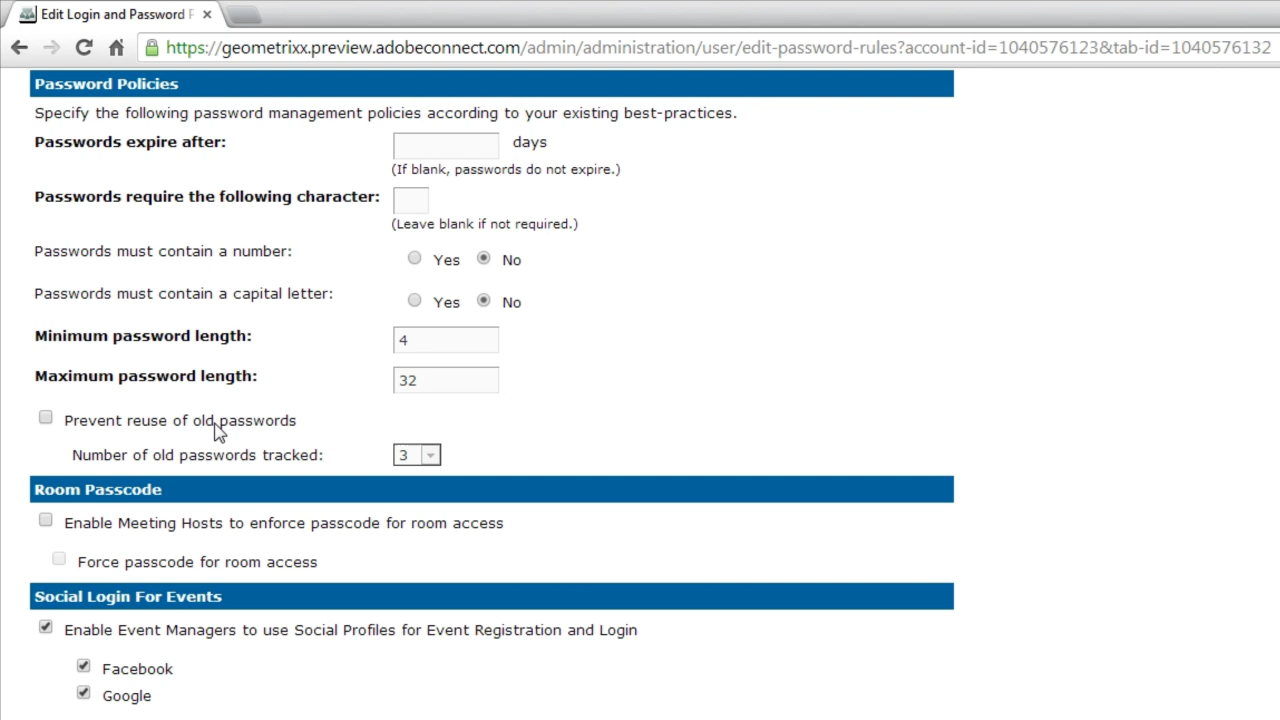 Edit Login and Password
https://geometrixx.preview.adobeconnect.com/admin/administration/user/edit-password-rules?account-id=1040576123&tab-id=1040576132
Password Policies
Specify the following password management policies according to your existing best-practices.
Passwords expire after: days
(If blank, passwords do not expire.)
Passwords require the following character:
(Leave blank if not required.)
Passwords must contain a number: Yes No
Passwords must contain a capital letter: Yes No
Minimum password length: 4
Maximum password length: 32
Prevent reuse of old passwords
Number of old passwords tracked: 3
Room Passcode
Enable Meeting Hosts to enforce passcode for room access
Force passcode for room access
Social Login For Events
Enable Event Managers to use Social Profiles for Event Registration and Login
Facebook
Google